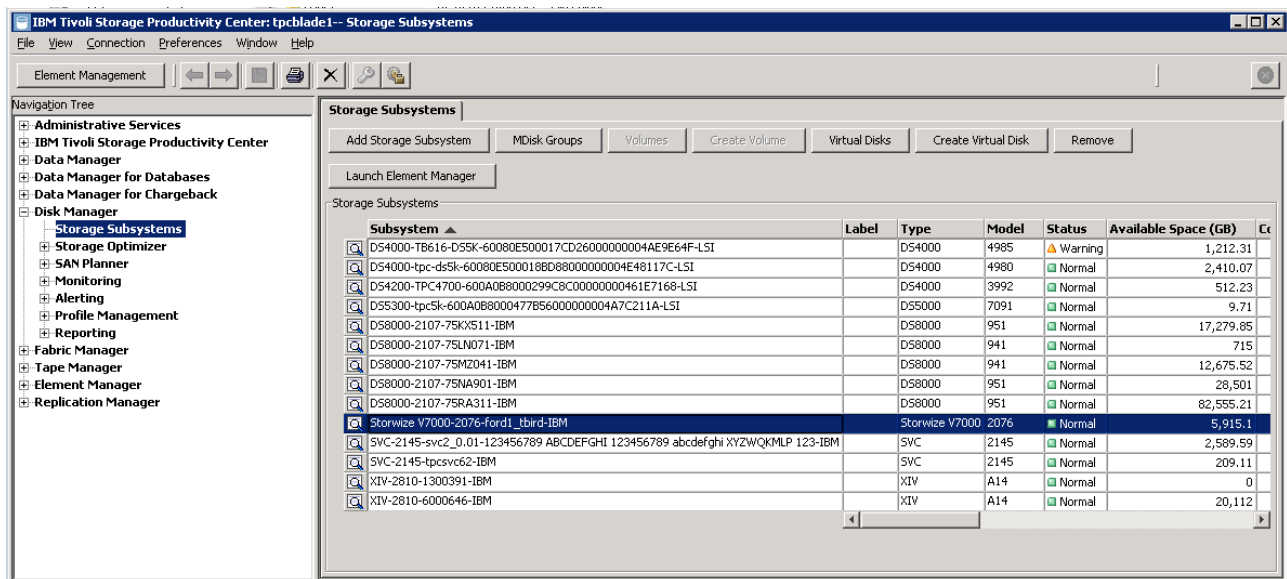 IBM Tivoli Storage Productivity Center: tpcblade1-- Storage Subsystems
File View Connection Preferences Window Help
Element Management
Navigation Tree
Administrative Services
IBM Tivoli Storage Productivity Center
Data Manager
Data Manager for Databases
Data Manager for Chargeback
Disk Manager
Storage Subsystems
Storage Optimizer
SAN Planner
Monitoring
Alerting
Profile Management
Reporting
Fabric Manager
Tape Manager
Element Manager
Replication Manager
Storage Subsystems
Add Storage Subsystem MDisk Groups Volumes Create Volume Virtual Disks Create Virtual Disk Remove
Launch Element Manager
Storage Subsystems
Subsystem Label Type Model Status Available Space (GB)
DS4000-TB616-DS5K-60080E500017CD26000000004AE9E64F-LSI DS4000 4985 Warning 1,212.31
DS4000-tpc-ds5k-60080E500018BD88000000004E48117C-LSI DS4000 4980 Normal 2,410.07
DS4200-TPC4700-600A0B8000299C8C00000000461E7168-LSI DS4000 3992 Normal 512.23
DS5300-tpc5k-600A0B8000477B56000000004A7C211A-LSI DS5000 7091 Normal 9.71
DS8000-2107-75KX511-IBM DS8000 951 Normal 17,279.85
DS8000-2107-75LN071-IBM DS8000 941 Normal 715
DS8000-2107-75MZ041-IBM DS8000 941 Normal 12,675.52
DS8000-2107-75NA901-IBM DS8000 951 Normal 28,501
DS8000-2107-75RA311-IBM DS8000 951 Normal 82,555.21
Storwize V7000-2076-ford1_tbird-IBM Storwize V7000 2076 Normal 5,915.1
SVC-2145-svc2_0.01-123456789 ABCDEFGHI 123456789 abcdefghi XYZWQKMLP 123-IBM SVC 2145 Normal 2,589.59
SVC-2145-tpcsvc62-IBM SVC 2145 Normal 209.11
XIV-2810-1300391-IBM XIV A14 Normal 0
XIV-2810-6000646-IBM XIV A14 Normal 20,112